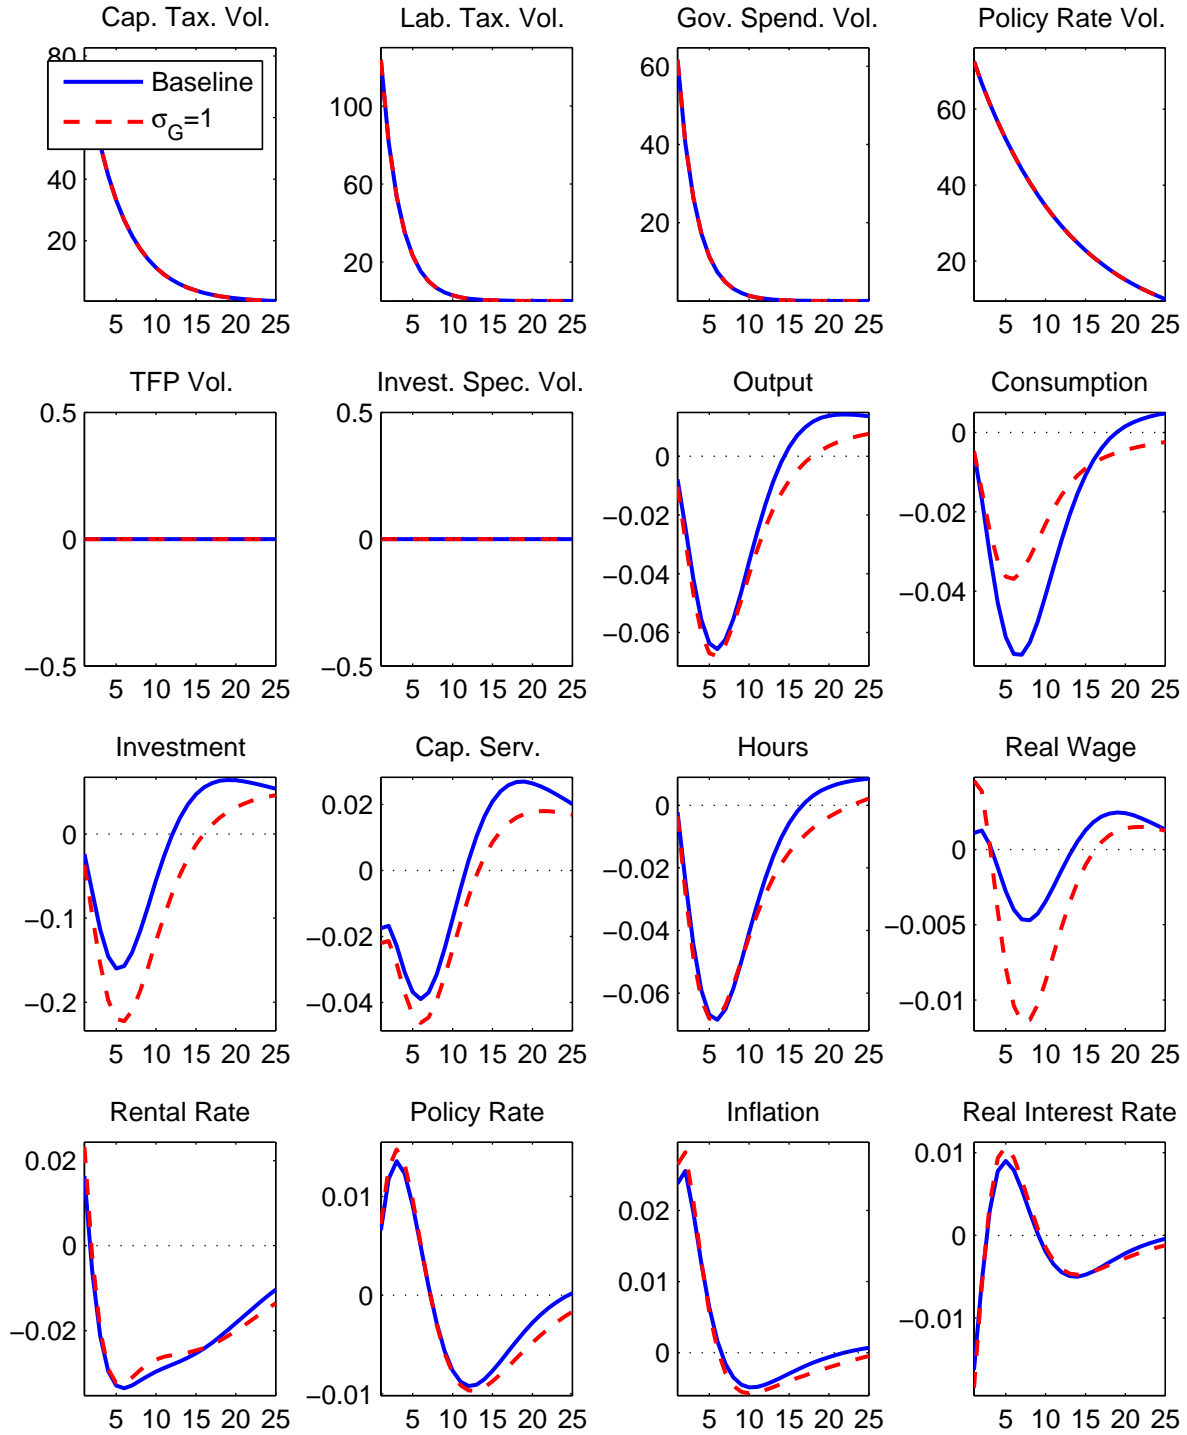 Cap. Tax. Vol.
Lab. Tax. Vol.
Gov. Spend. Vol.
Policy Rate Vol.
80
40
20
5 10 15 20 25
Baseline
σG=1
100
60
20
5 10 15 20 25
60
40
20
5 10 15 20 25
60
40
20
5 10 15 20 25
TFP Vol.
Invest. Spec. Vol.
Output
Consumption
0.5
0
−0.5
5 10 15 20 25
0.5
0
−0.5
5 10 15 20 25
0
−0.02
−0.04
−0.06
5 10 15 20 25
0
−0.02
−0.04
5 10 15 20 25
Investment
Cap. Serv.
Hours
Real Wage
0
−0.1
−0.2
5 10 15 20 25
0.02
0
−0.02
−0.04
5 10 15 20 25
0
−0.02
−0.04
−0.06
5 10 15 20 25
0
−0.005
−0.01
5 10 15 20 25
Rental Rate
Policy Rate
Inflation
Real Interest Rate
0.02
0
−0.02
5 10 15 20 25
0.01
0
−0.01
5 10 15 20 25
0.02
0.01
0
5 10 15 20 25
0.01
0
−0.01
5 10 15 20 25